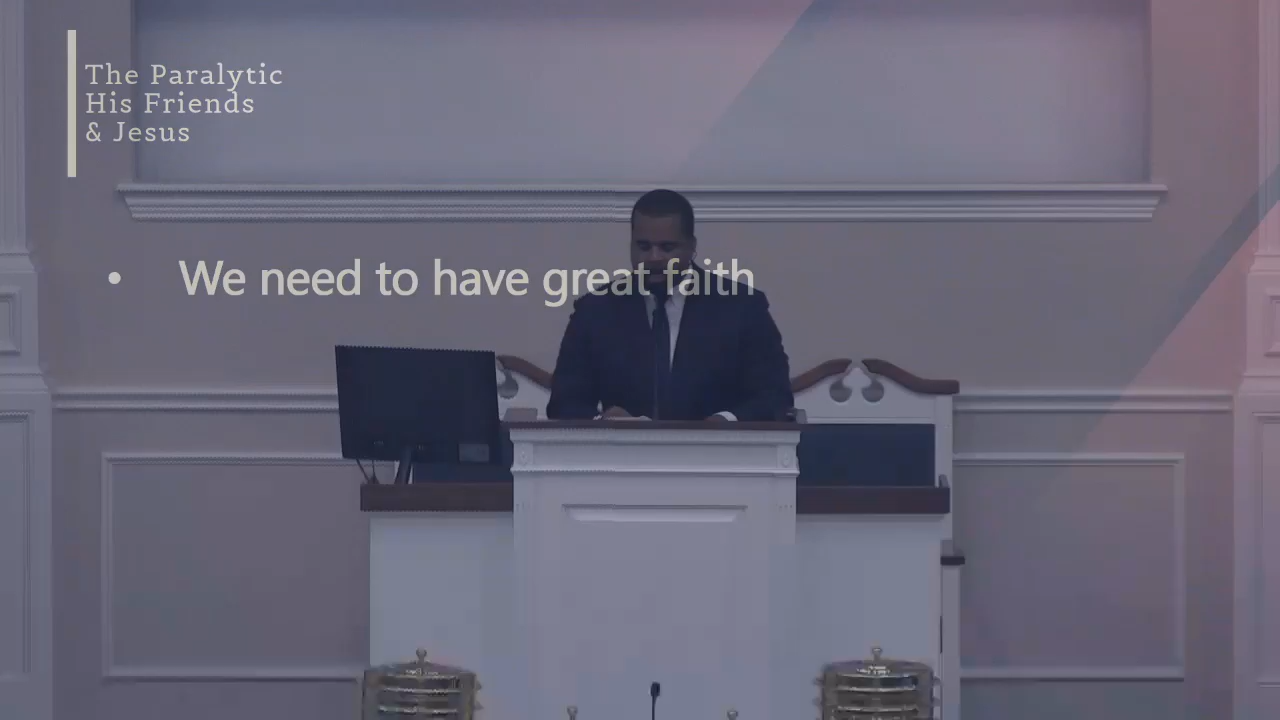 The Paralytic
His Friends
& Jesus
• We need to have great faith